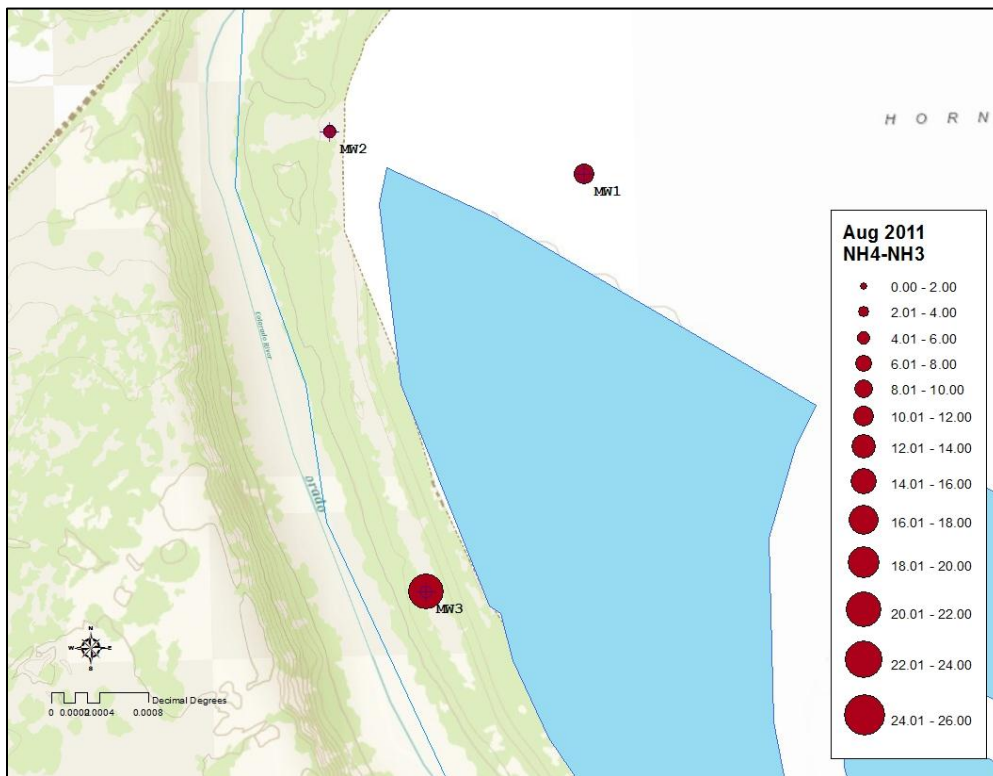 H O R N
MW2
MW1
Aug 2011
NH4-NH3
0.00 - 2.00
2.01 - 4.00
4.01 - 6.00
6.01 - 8.00
8.01 - 10.00
10.01 - 12.00
12.01 - 14.00
14.01 - 16.00
16.01 - 18.00
18.01 - 20.00
20.01 - 22.00
22.01 - 24.00
24.01 - 26.00
Colorado River
orado
MW3
N
W E
S
Decimal Degrees
0 0.0002 0.0004 0.0008